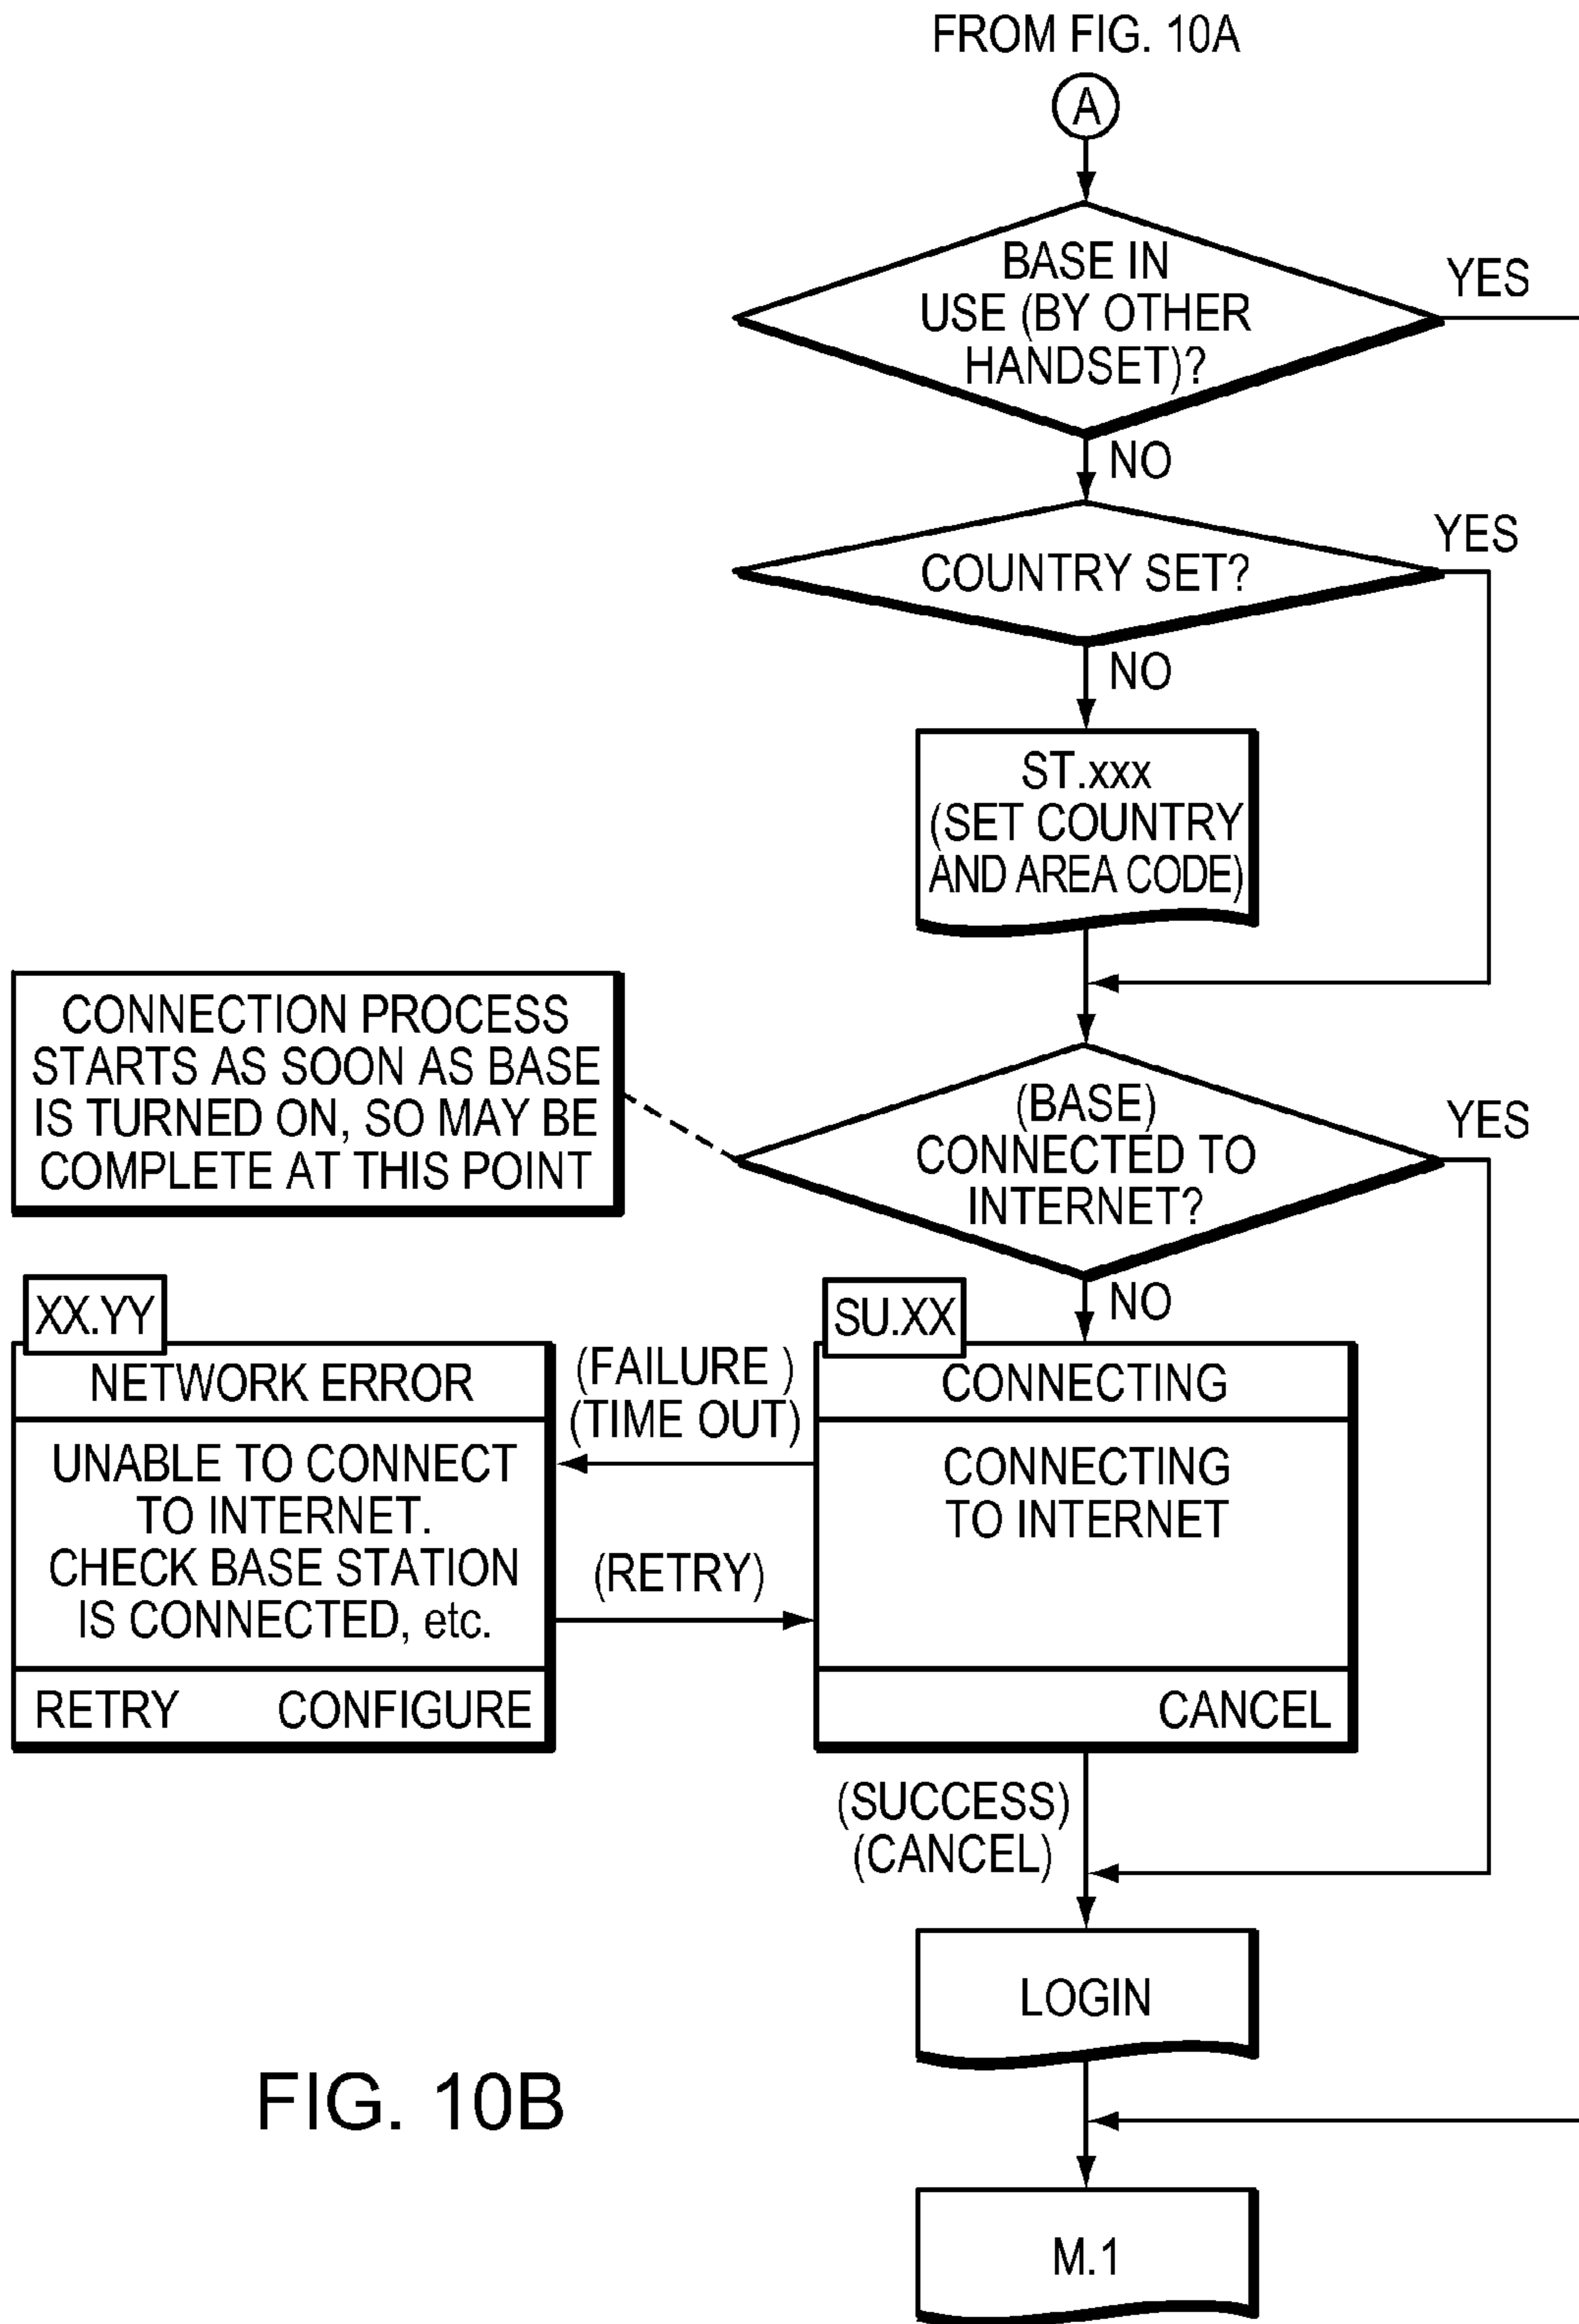 FROM FIG. 10A
A
BASE IN
USE (BY OTHER
HANDSET)?
YES
NO
COUNTRY SET?
YES
NO
ST.xxx
(SET COUNTRY
AND AREA CODE)
CONNECTION PROCESS
STARTS AS SOON AS BASE
IS TURNED ON, SO MAY BE
COMPLETE AT THIS POINT
(BASE)
CONNECTED TO
INTERNET?
YES
NO
XX.YY
NETWORK ERROR
UNABLE TO CONNECT
TO INTERNET.
CHECK BASE STATION
IS CONNECTED, etc.
RETRY CONFIGURE
(FAILURE )
(TIME OUT)
(RETRY)
SU.XX
CONNECTING
CONNECTING
TO INTERNET
CANCEL
(SUCCESS)
(CANCEL)
LOGIN
M.1
FIG. 10B